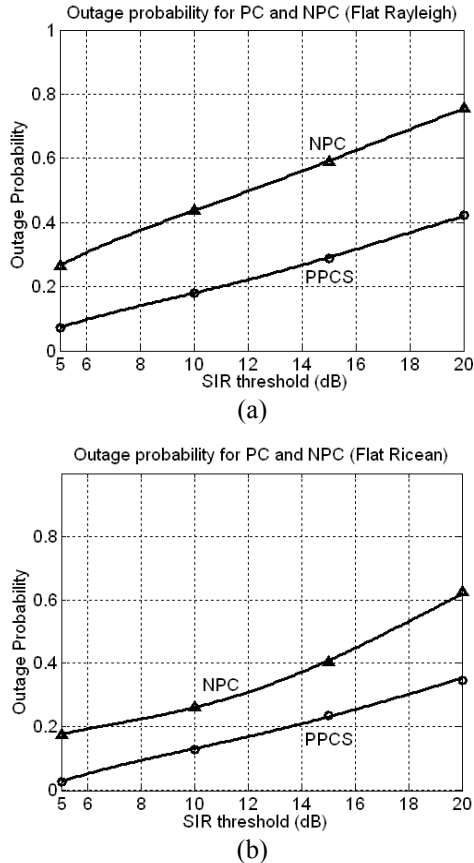 Outage probability for PC and NPC (Flat Rayleigh)
1
0.8
0.6
0.4
0.2
0
Outage Probability
NPC
PPCS
5 6 8 10 12 14 16 18 20
SIR threshold (dB)
(a)
Outage probability for PC and NPC (Flat Ricean)
0.8
0.6
0.4
0.2
0
Outage Probability
NPC
PPCS
5 6 8 10 12 14 16 18 20
SIR threshold (dB)
(b)